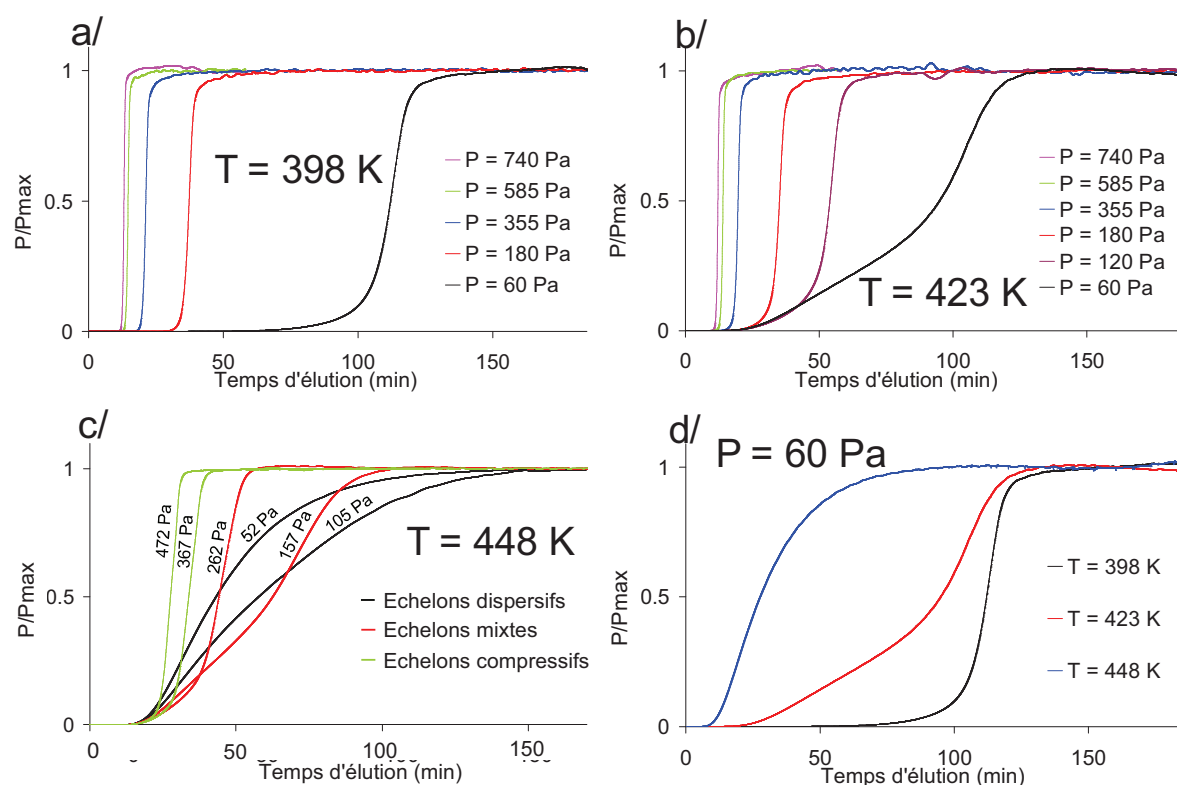 a/
P/Pmax
1
0.5
0
T = 398 K
P = 740 Pa
P = 585 Pa
P = 355 Pa
P = 180 Pa
P = 60 Pa
0 50 100 150
Temps d'élution (min)
b/
P/Pmax
1
0.5
0
T = 423 K
P = 740 Pa
P = 585 Pa
P = 355 Pa
P = 180 Pa
P = 120 Pa
P = 60 Pa
0 50 100 150
Temps d'élution (min)
c/
P/Pmax
1
0.5
0
472 Pa
367 Pa
262 Pa
52 Pa
157 Pa
105 Pa
T = 448 K
Echelons dispersifs
Echelons mixtes
Echelons compressifs
0 50 100 150
Temps d'élution (min)
d/
P = 60 Pa
P/Pmax
1
0.5
0
T = 398 K
T = 423 K
T = 448 K
0 50 100 150
Temps d'élution (min)